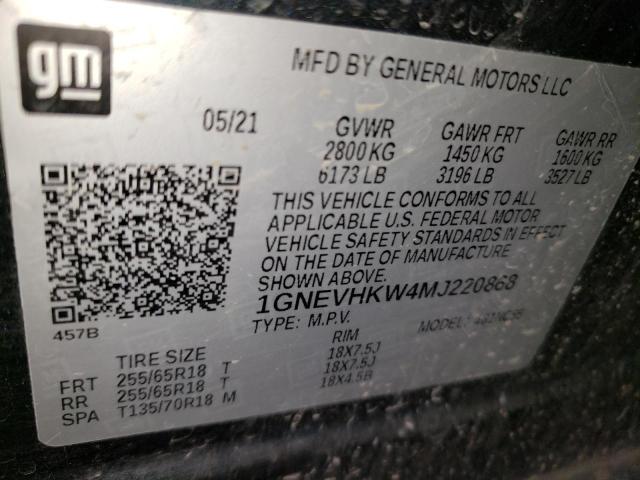 gm
MFD BY GENERAL MOTORS LLC
05/21 GVWR GAWR FRT GAWR RR
2800 KG 1450 KG 1600 KG
6173 LB 3196 LB 3527 LB
THIS VEHICLE CONFORMS TO ALL
APPLICABLE U.S. FEDERAL MOTOR
VEHICLE SAFETY STANDARDS IN EFFECT
ON THE DATE OF MANUFACTURE
SHOWN ABOVE.
1GNEVHKW4MJ220868
457B
TYPE: M.P.V. MODEL:
TIRE SIZE RIM
FRT 255/65R18 T 18X7.5J
RR 255/65R18 T 18X7.5J
SPA T135/70R18 M 18X4.5B